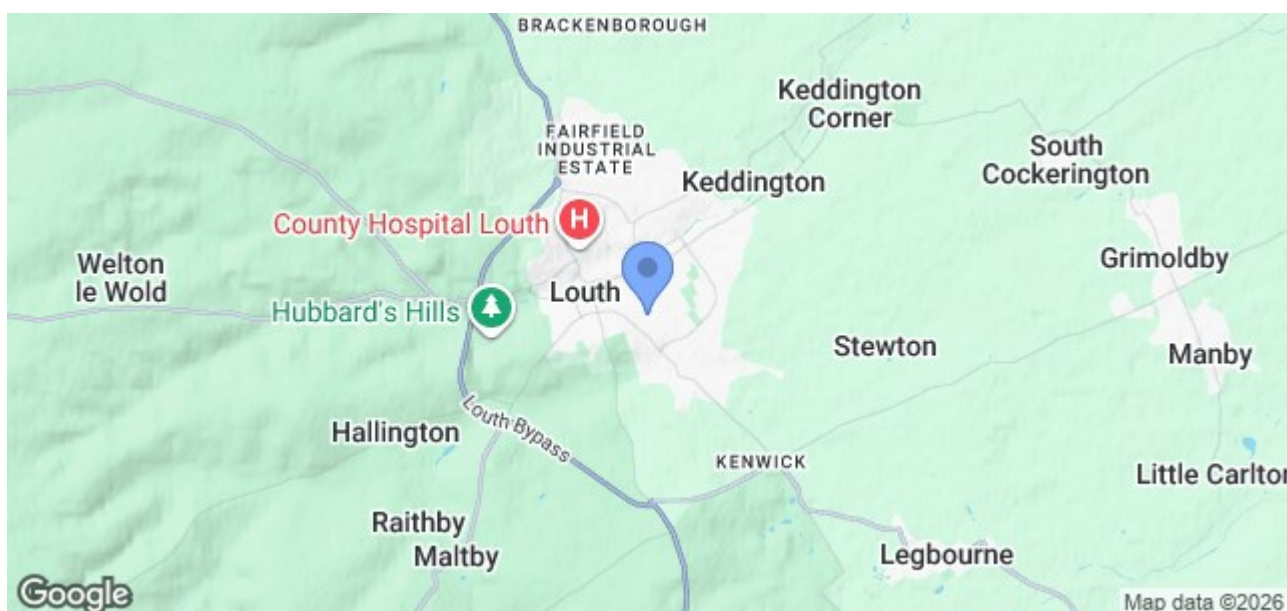 BRACKENBOROUGH
Keddington
Corner
FAIRFIELD
INDUSTRIAL
ESTATE
South
Cockerington
Keddington
County Hospital Louth
H
Welton
le Wold
Grimoldby
Louth
Hubbard's Hills
Stewton
Manby
Louth Bypass
Hallington
KENWICK
Little Carlton
Raithby
Maltby
Legbourne
Google
Map data ©2026